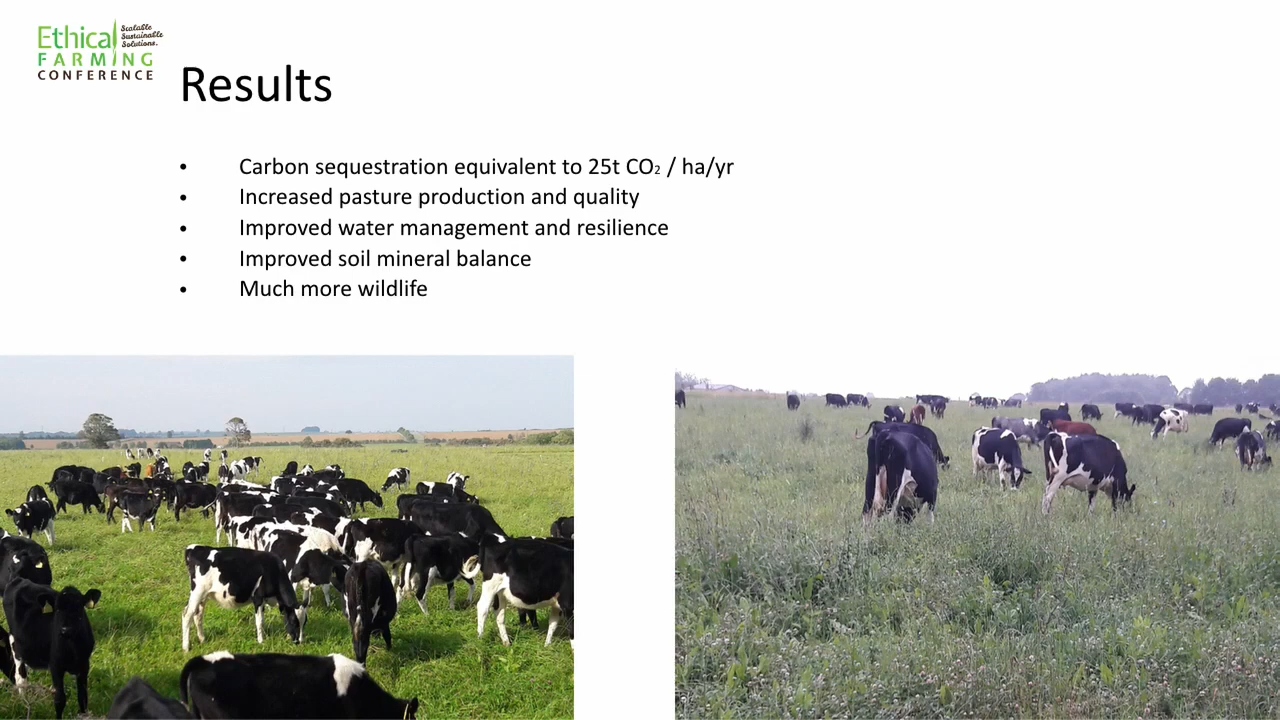 Ethical
Scalable
Sustainable
Solutions.
FARMING
CONFERENCE
Results
• Carbon sequestration equivalent to 25t CO₂ / ha/yr
• Increased pasture production and quality
• Improved water management and resilience
• Improved soil mineral balance
• Much more wildlife